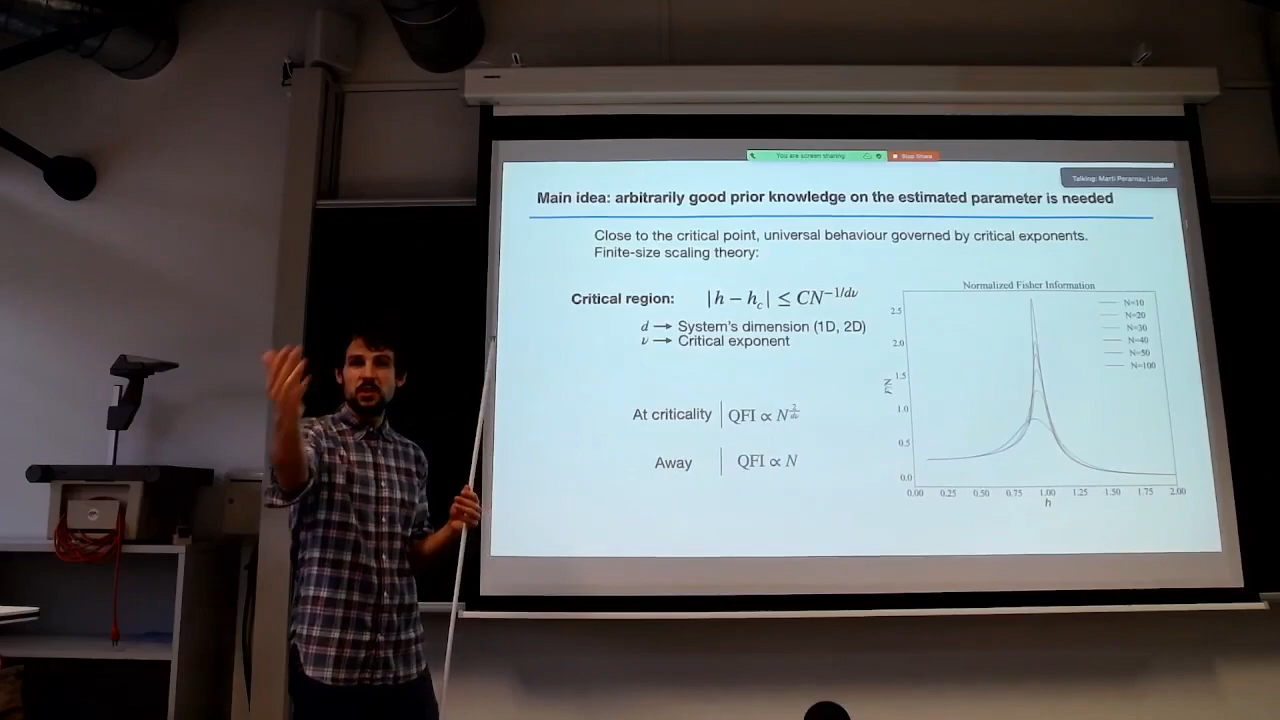 You are screen sharing
Stop Share
Talking: Martí Perarnau Llobet
Main idea: arbitrarily good prior knowledge on the estimated parameter is needed
Close to the critical point, universal behaviour governed by critical exponents.
Finite-size scaling theory:
Critical region: |h − h_c| ≤ CN^{−1/dν}
d → System's dimension (1D, 2D)
ν → Critical exponent
At criticality | QFI ∝ N^{2/dν}
Away | QFI ∝ N
Normalized Fisher Information
N=10
N=20
N=30
N=40
N=50
N=100
2.5
2.0
1.5
1.0
0.5
0.0
0.00 0.25 0.50 0.75 1.00 1.25 1.50 1.75 2.00
h